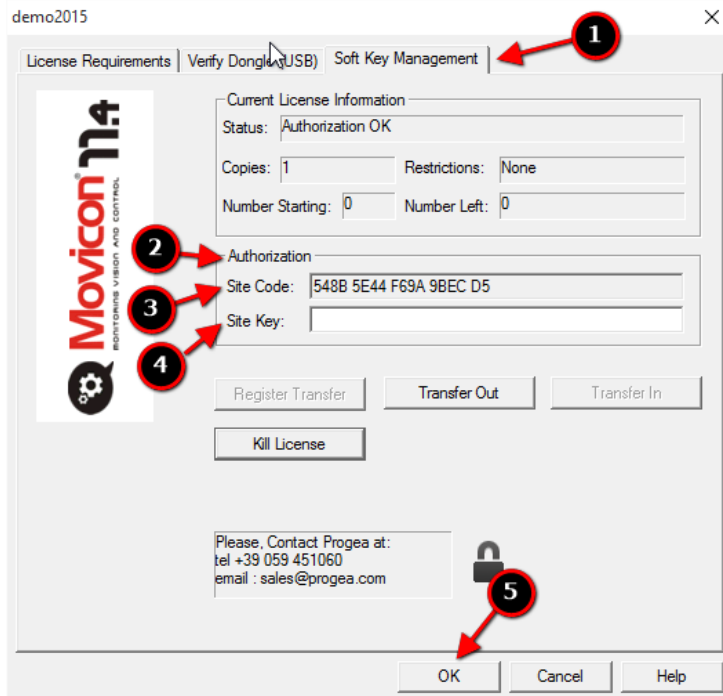 demo2015
1
License Requirements Verify Dongle (USB) Soft Key Management
Current License Information
Status: Authorization OK
Copies: 1 Restrictions: None
Number Starting: 0 Number Left: 0
2
Authorization
3
Site Code: 548B 5E44 F69A 9BEC D5
Site Key:
4
Register Transfer Transfer Out Transfer In
Kill License
Please, Contact Progea at:
tel +39 059 451060
email : sales@progea.com
5
OK Cancel Help
Movicon 11.4
MONITORING VISION AND CONTROL